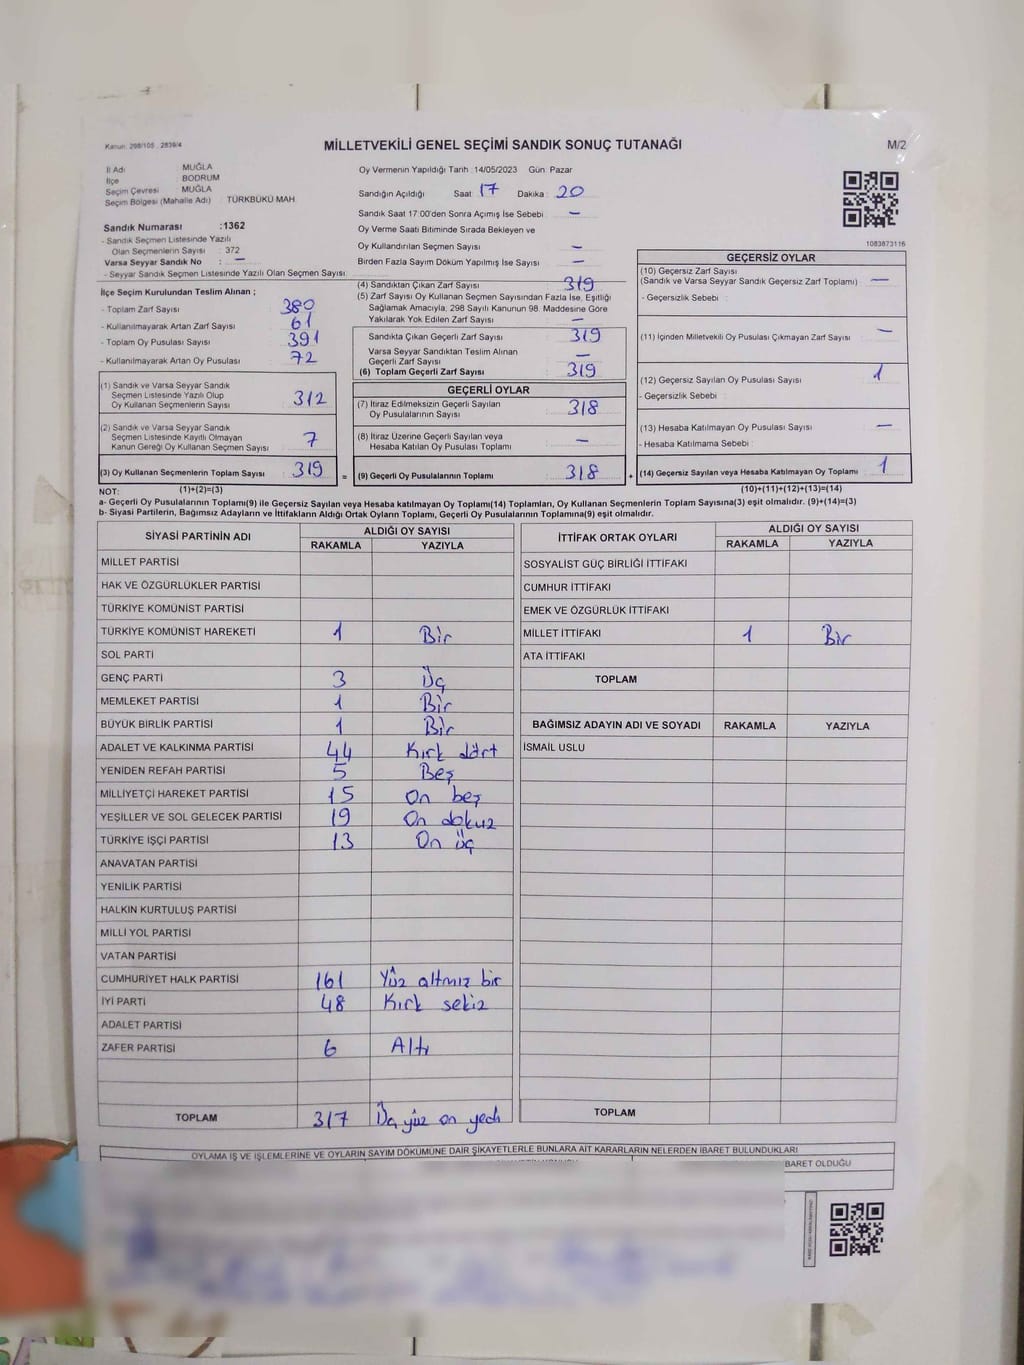 Kanun: 298/105 , 2839/4
MİLLETVEKİLİ GENEL SEÇİMİ SANDIK SONUÇ TUTANAĞI
M/2
İl Adı : MUĞLA
İlçe : BODRUM
Seçim Çevresi : MUĞLA
Seçim Bölgesi (Mahalle Adı) : TÜRKBÜKÜ MAH.
Sandık Numarası :1362
- Sandık Seçmen Listesinde Yazılı
Olan Seçmenlerin Sayısı : 372
Varsa Seyyar Sandık No : —
- Seyyar Sandık Seçmen Listesinde Yazılı Olan Seçmen Sayısı:
Oy Vermenin Yapıldığı Tarih :14/05/2023 Gün: Pazar
Sandığın Açıldığı Saat: 17 Dakika : 20
Sandık Saat 17:00'den Sonra Açılmış İse Sebebi : —
Oy Verme Saati Bitiminde Sırada Bekleyen ve
Oy Kullandırılan Seçmen Sayısı : —
Birden Fazla Sayım Döküm Yapılmış İse Sayısı : —
1083873116
İlçe Seçim Kurulundan Teslim Alınan ;
- Toplam Zarf Sayısı : 380
- Kullanılmayarak Artan Zarf Sayısı : 61
- Toplam Oy Pusulası Sayısı : 391
- Kullanılmayarak Artan Oy Pusulası : 72
(1) Sandık ve Varsa Seyyar Sandık
Seçmen Listesinde Yazılı Olup
Oy Kullanan Seçmenlerin Sayısı : 312
(2) Sandık ve Varsa Seyyar Sandık
Seçmen Listesinde Kayıtlı Olmayan
Kanun Gereği Oy Kullanan Seçmen Sayısı : 7
(3) Oy Kullanan Seçmenlerin Toplam Sayısı : 319 =
(4) Sandıktan Çıkan Zarf Sayısı : 319
(5) Zarf Sayısı Oy Kullanan Seçmen Sayısından Fazla İse, Eşitliği
Sağlamak Amacıyla; 298 Sayılı Kanunun 98. Maddesine Göre
Yakılarak Yok Edilen Zarf Sayısı : —
Sandıkta Çıkan Geçerli Zarf Sayısı : 319
Varsa Seyyar Sandıktan Teslim Alınan
Geçerli Zarf Sayısı : —
(6) Toplam Geçerli Zarf Sayısı : 319
GEÇERLİ OYLAR
(7) İtiraz Edilmeksizin Geçerli Sayılan
Oy Pusulalarının Sayısı : 318
(8) İtiraz Üzerine Geçerli Sayılan veya
Hesaba Katılan Oy Pusulası Toplamı : —
(9) Geçerli Oy Pusulalarının Toplamı : 318 +
GEÇERSİZ OYLAR
(10) Geçersiz Zarf Sayısı
(Sandık ve Varsa Seyyar Sandık Geçersiz Zarf Toplamı) : —
- Geçersizlik Sebebi :
(11) İçinden Milletvekili Oy Pusulası Çıkmayan Zarf Sayısı : —
(12) Geçersiz Sayılan Oy Pusulası Sayısı : 1
- Geçersizlik Sebebi :
(13) Hesaba Katılmayan Oy Pusulası Sayısı : —
- Hesaba Katılmama Sebebi :
(14) Geçersiz Sayılan veya Hesaba Katılmayan Oy Toplamı : 1
NOT: (1)+(2)=(3) (10)+(11)+(12)+(13)=(14)
a- Geçerli Oy Pusulalarının Toplamı(9) ile Geçersiz Sayılan veya Hesaba katılmayan Oy Toplamı(14) Toplamları, Oy Kullanan Seçmenlerin Toplam Sayısına(3) eşit olmalıdır. (9)+(14)=(3)
b- Siyasi Partilerin, Bağımsız Adayların ve İttifakların Aldığı Ortak Oyların Toplamı, Geçerli Oy Pusulalarının Toplamına(9) eşit olmalıdır.
SİYASİ PARTİNİN ADI ALDIĞI OY SAYISI
RAKAMLA YAZIYLA
MİLLET PARTİSİ
HAK VE ÖZGÜRLÜKLER PARTİSİ
TÜRKİYE KOMÜNİST PARTİSİ
TÜRKİYE KOMÜNİST HAREKETİ 1 Bir
SOL PARTİ
GENÇ PARTİ 3 Üç
MEMLEKET PARTİSİ 1 Bir
BÜYÜK BİRLİK PARTİSİ 1 Bir
ADALET VE KALKINMA PARTİSİ 44 Kırk dört
YENİDEN REFAH PARTİSİ 5 Beş
MİLLİYETÇİ HAREKET PARTİSİ 15 On beş
YEŞİLLER VE SOL GELECEK PARTİSİ 19 On dokuz
TÜRKİYE İŞÇİ PARTİSİ 13 On üç
ANAVATAN PARTİSİ
YENİLİK PARTİSİ
HALKIN KURTULUŞ PARTİSİ
MİLLİ YOL PARTİSİ
VATAN PARTİSİ
CUMHURİYET HALK PARTİSİ 161 Yüz altmış bir
İYİ PARTİ 48 Kırk sekiz
ADALET PARTİSİ
ZAFER PARTİSİ 6 Altı
TOPLAM 317 Üç yüz on yedi
İTTİFAK ORTAK OYLARI ALDIĞI OY SAYISI
RAKAMLA YAZIYLA
SOSYALİST GÜÇ BİRLİĞİ İTTİFAKI
CUMHUR İTTİFAKI
EMEK VE ÖZGÜRLÜK İTTİFAKI
MİLLET İTTİFAKI 1 Bir
ATA İTTİFAKI
TOPLAM
BAĞIMSIZ ADAYIN ADI VE SOYADI RAKAMLA YAZIYLA
İSMAİL USLU
TOPLAM
OYLAMA İŞ VE İŞLEMLERİNE VE OYLARIN SAYIM DÖKÜMÜNE DAİR ŞİKAYETLERLE BUNLARA AİT KARARLARIN NELERDEN İBARET BULUNDUKLARI
İBARET OLDUĞU